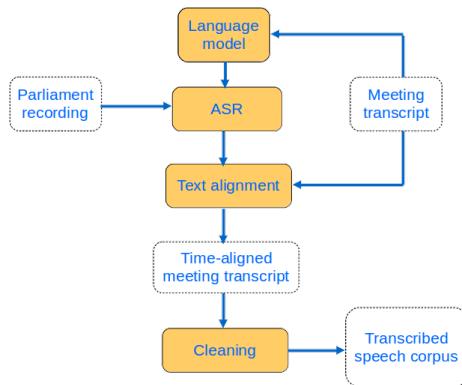 Language
model
Parliament
recording
ASR
Meeting
transcript
Text alignment
Time-aligned
meeting transcript
Cleaning
Transcribed
speech corpus